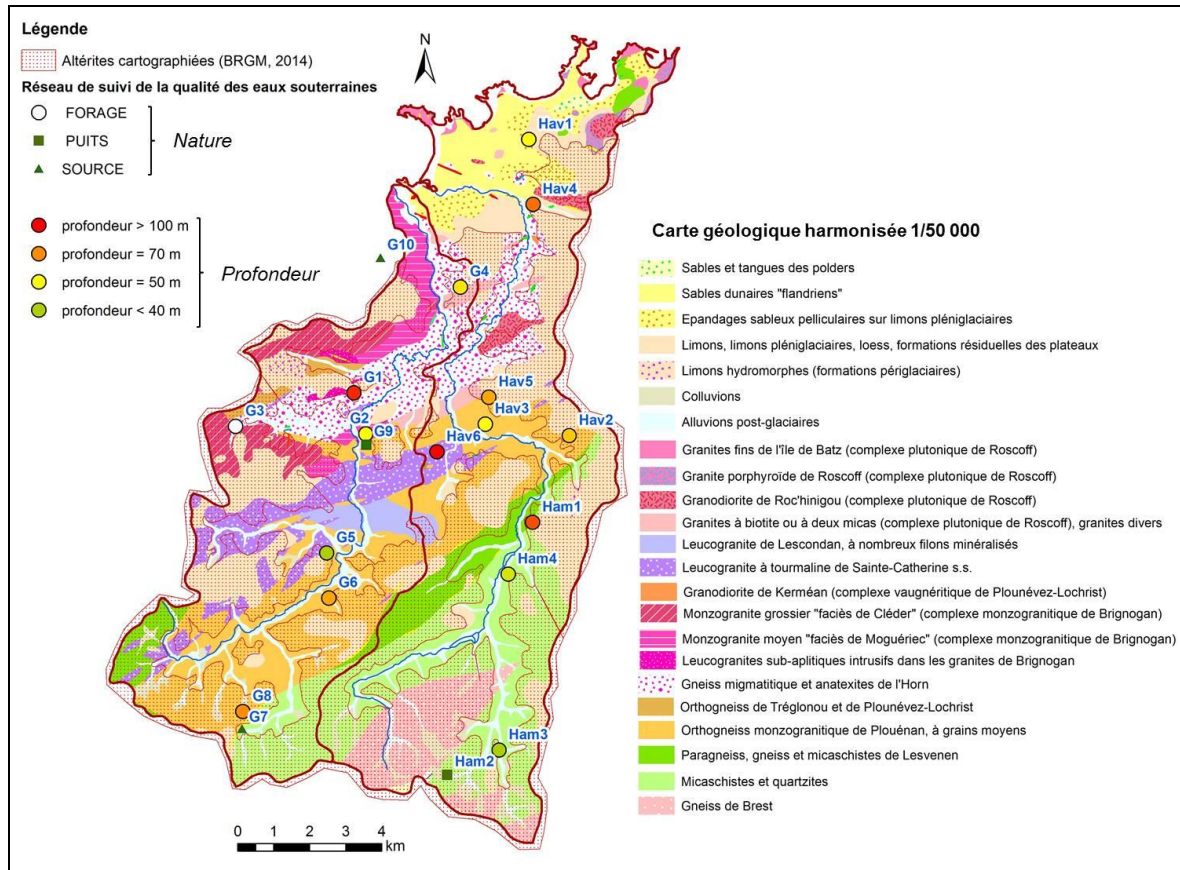 Légende
Altérites cartographiées (BRGM, 2014)
Réseau de suivi de la qualité des eaux souterraines
FORAGE
PUITS
SOURCE
Nature
profondeur > 100 m
profondeur = 70 m
profondeur = 50 m
profondeur < 40 m
Profondeur
N
Hav1
Hav4
G10
G4
G1
Hav5
G3
G2
Hav3
Hav2
G9
Hav6
Ham1
G5
Ham4
G6
G8
G7
Ham3
Ham2
0 1 2 3 4
km
Carte géologique harmonisée 1/50 000
Sables et tangues des polders
Sables dunaires "flandriens"
Epandages sableux pelliculaires sur limons pléniglaciaires
Limons, limons pléniglaciaires, loess, formations résiduelles des plateaux
Limons hydromorphes (formations périglaciaires)
Colluvions
Alluvions post-glaciaires
Granites fins de l'île de Batz (complexe plutonique de Roscoff)
Granite porphyroïde de Roscoff (complexe plutonique de Roscoff)
Granodiorite de Roc'hinigou (complexe plutonique de Roscoff)
Granites à biotite ou à deux micas (complexe plutonique de Roscoff), granites divers
Leucogranite de Lescondan, à nombreux filons minéralisés
Leucogranite à tourmaline de Sainte-Catherine s.s.
Granodiorite de Kerméan (complexe vaugnéritique de Plounévez-Lochrist)
Monzogranite grossier "faciès de Cléder" (complexe monzogranitique de Brignogan)
Monzogranite moyen "faciès de Moguériec" (complexe monzogranitique de Brignogan)
Leucogranites sub-aplitiques intrusifs dans les granites de Brignogan
Gneiss migmatitique et anatexites de l'Horn
Orthogneiss de Tréglonou et de Plounévez-Lochrist
Orthogneiss monzogranitique de Plouénan, à grains moyens
Paragneiss, gneiss et micaschistes de Lesvenen
Micaschistes et quartzites
Gneiss de Brest